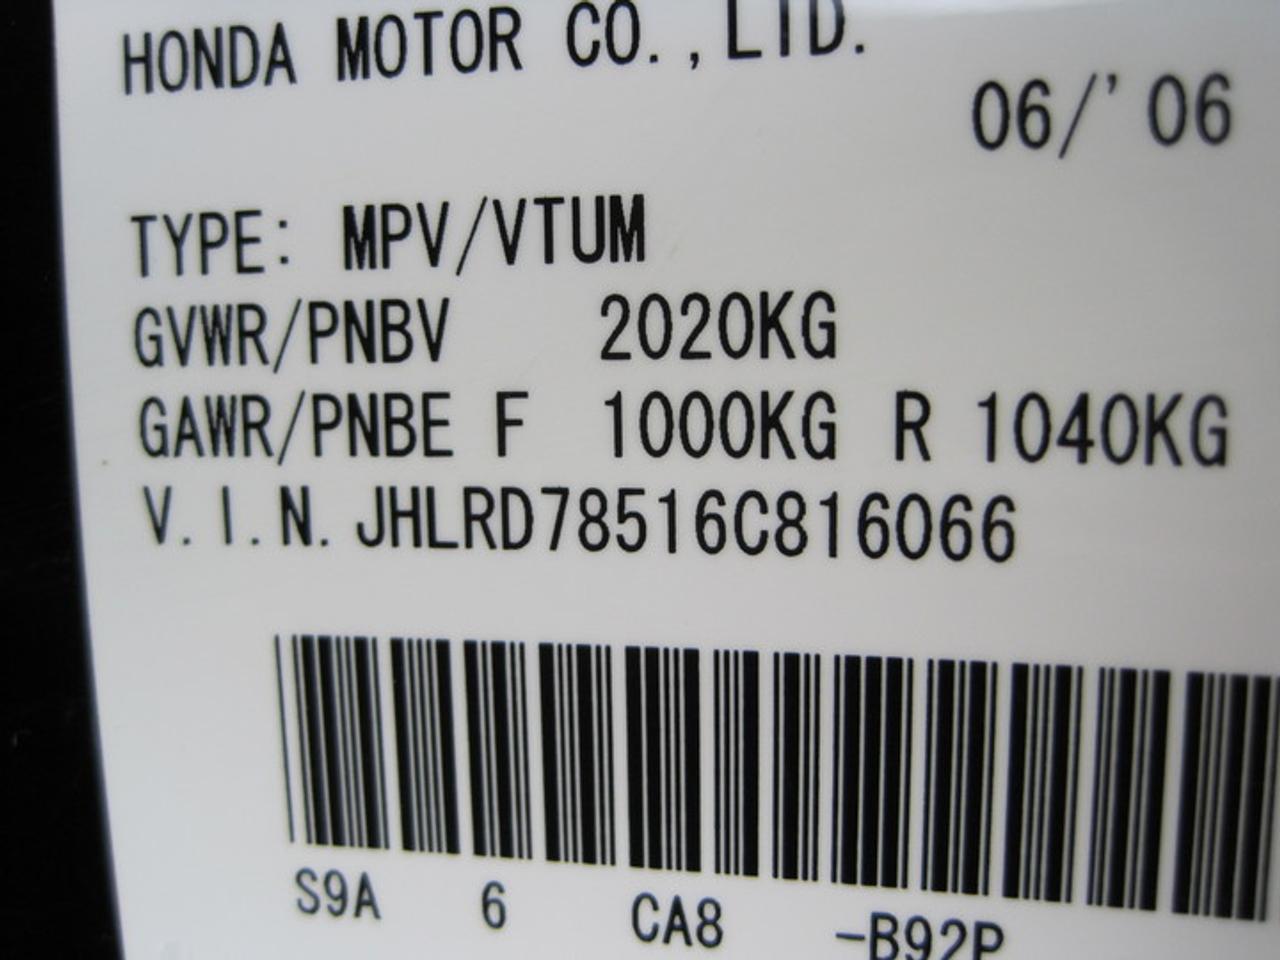 HONDA MOTOR CO.,LTD.
06/'06
TYPE: MPV/VTUM
GVWR/PNBV 2020KG
GAWR/PNBE F 1000KG R 1040KG
V.I.N.JHLRD78516C816066
S9A 6 CA8 -B92P